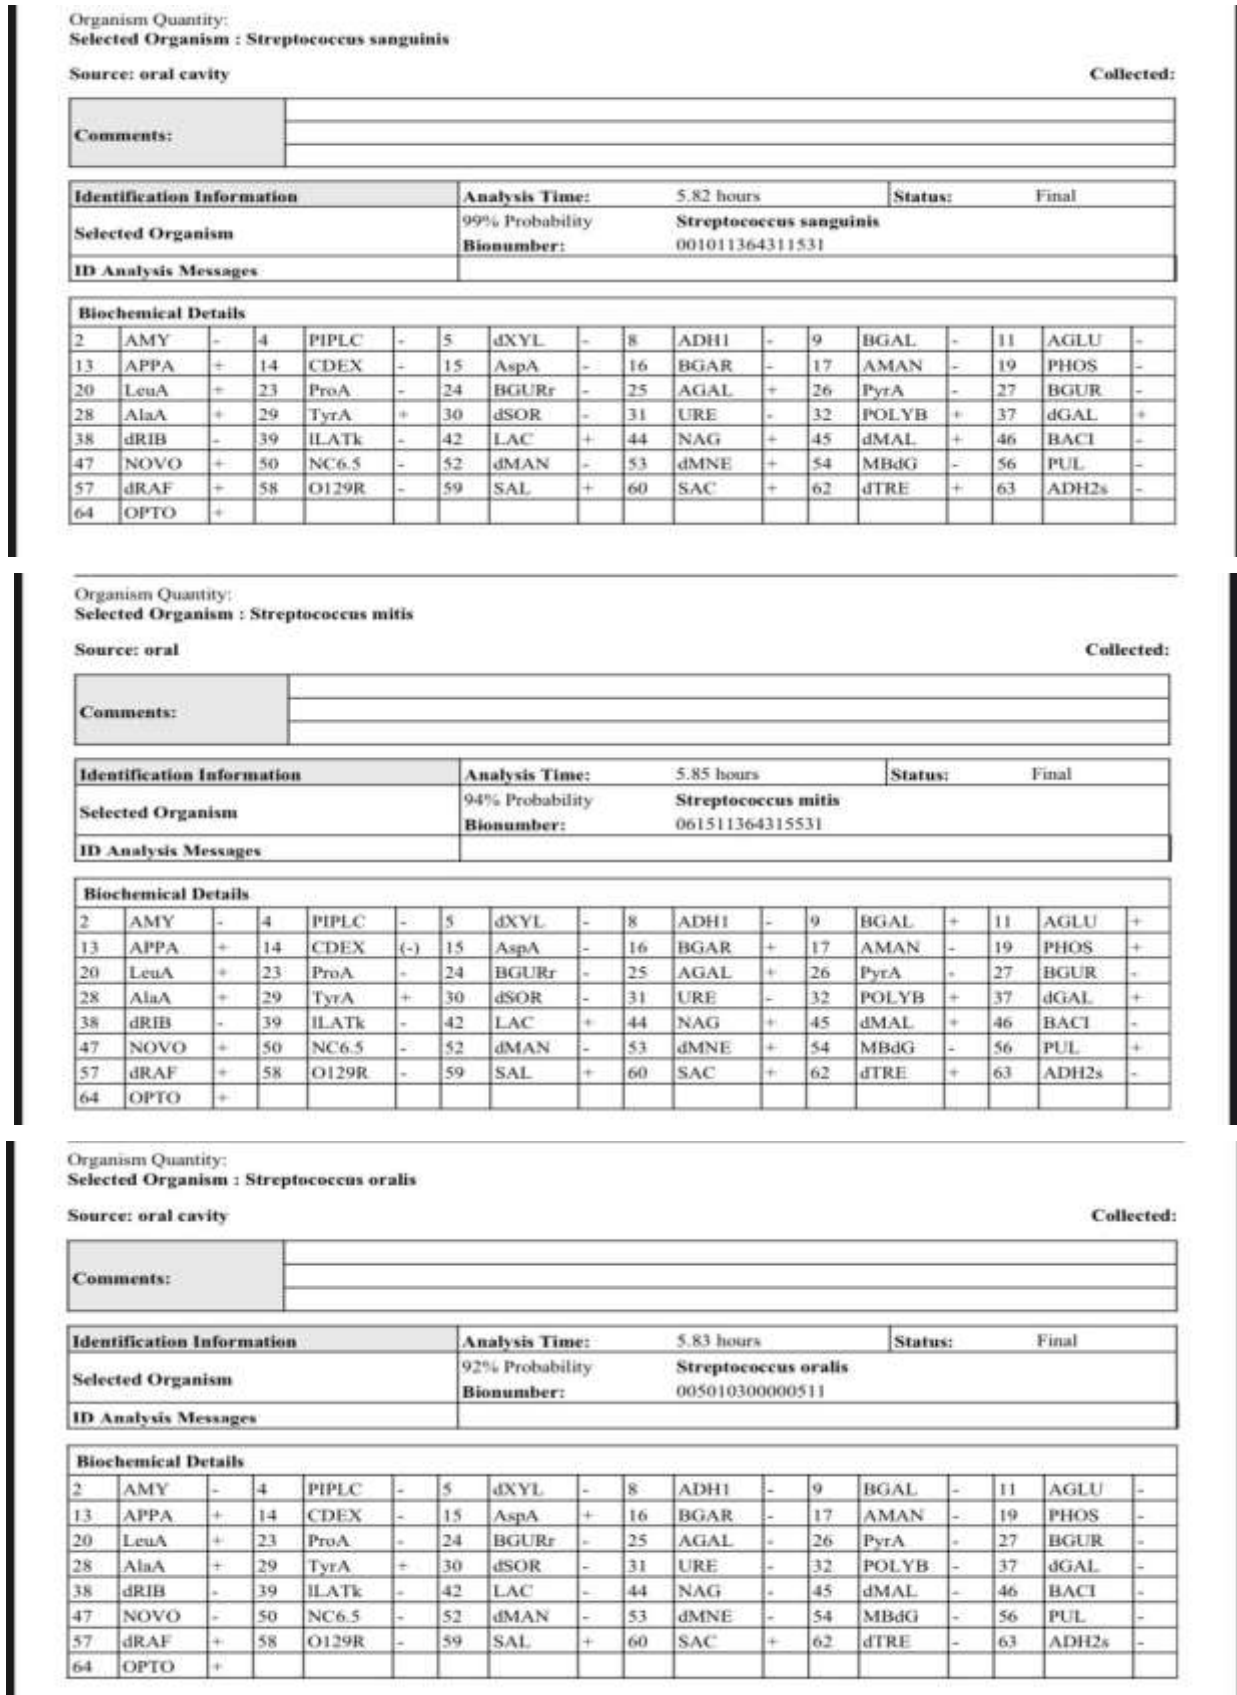 Organism Quantity:
Selected Organism : Streptococcus sanguinis
Source: oral cavity Collected:
Comments:
Identification Information Analysis Time: 5.82 hours Status: Final
Selected Organism 99% Probability Streptococcus sanguinis
Bionumber: 001011364311531
ID Analysis Messages
Biochemical Details
2 AMY - 4 PIPLC - 5 dXYL - 8 ADH1 - 9 BGAL - 11 AGLU -
13 APPA + 14 CDEX - 15 AspA - 16 BGAR - 17 AMAN - 19 PHOS -
20 LeuA + 23 ProA - 24 BGURr - 25 AGAL + 26 PyrA - 27 BGUR -
28 AlaA + 29 TyrA + 30 dSOR - 31 URE - 32 POLYB + 37 dGAL +
38 dRIB - 39 lLATk - 42 LAC + 44 NAG + 45 dMAL + 46 BACI -
47 NOVO + 50 NC6.5 - 52 dMAN - 53 dMNE + 54 MBdG - 56 PUL -
57 dRAF + 58 O129R - 59 SAL + 60 SAC + 62 dTRE + 63 ADH2s -
64 OPTO +
Organism Quantity:
Selected Organism : Streptococcus mitis
Source: oral Collected:
Comments:
Identification Information Analysis Time: 5.85 hours Status: Final
Selected Organism 94% Probability Streptococcus mitis
Bionumber: 061511364315531
ID Analysis Messages
Biochemical Details
2 AMY - 4 PIPLC - 5 dXYL - 8 ADH1 - 9 BGAL + 11 AGLU +
13 APPA + 14 CDEX (-) 15 AspA - 16 BGAR + 17 AMAN - 19 PHOS +
20 LeuA + 23 ProA - 24 BGURr - 25 AGAL + 26 PyrA - 27 BGUR -
28 AlaA + 29 TyrA + 30 dSOR - 31 URE - 32 POLYB + 37 dGAL +
38 dRIB - 39 lLATk - 42 LAC + 44 NAG + 45 dMAL + 46 BACI -
47 NOVO + 50 NC6.5 - 52 dMAN - 53 dMNE + 54 MBdG - 56 PUL +
57 dRAF + 58 O129R - 59 SAL + 60 SAC + 62 dTRE + 63 ADH2s -
64 OPTO +
Organism Quantity:
Selected Organism : Streptococcus oralis
Source: oral cavity Collected:
Comments:
Identification Information Analysis Time: 5.83 hours Status: Final
Selected Organism 92% Probability Streptococcus oralis
Bionumber: 005010300000511
ID Analysis Messages
Biochemical Details
2 AMY - 4 PIPLC - 5 dXYL - 8 ADH1 - 9 BGAL - 11 AGLU -
13 APPA + 14 CDEX - 15 AspA + 16 BGAR - 17 AMAN - 19 PHOS -
20 LeuA + 23 ProA - 24 BGURr - 25 AGAL - 26 PyrA - 27 BGUR -
28 AlaA + 29 TyrA + 30 dSOR - 31 URE - 32 POLYB - 37 dGAL -
38 dRIB - 39 lLATk - 42 LAC - 44 NAG - 45 dMAL - 46 BACI -
47 NOVO - 50 NC6.5 - 52 dMAN - 53 dMNE - 54 MBdG - 56 PUL -
57 dRAF + 58 O129R - 59 SAL + 60 SAC + 62 dTRE - 63 ADH2s -
64 OPTO +